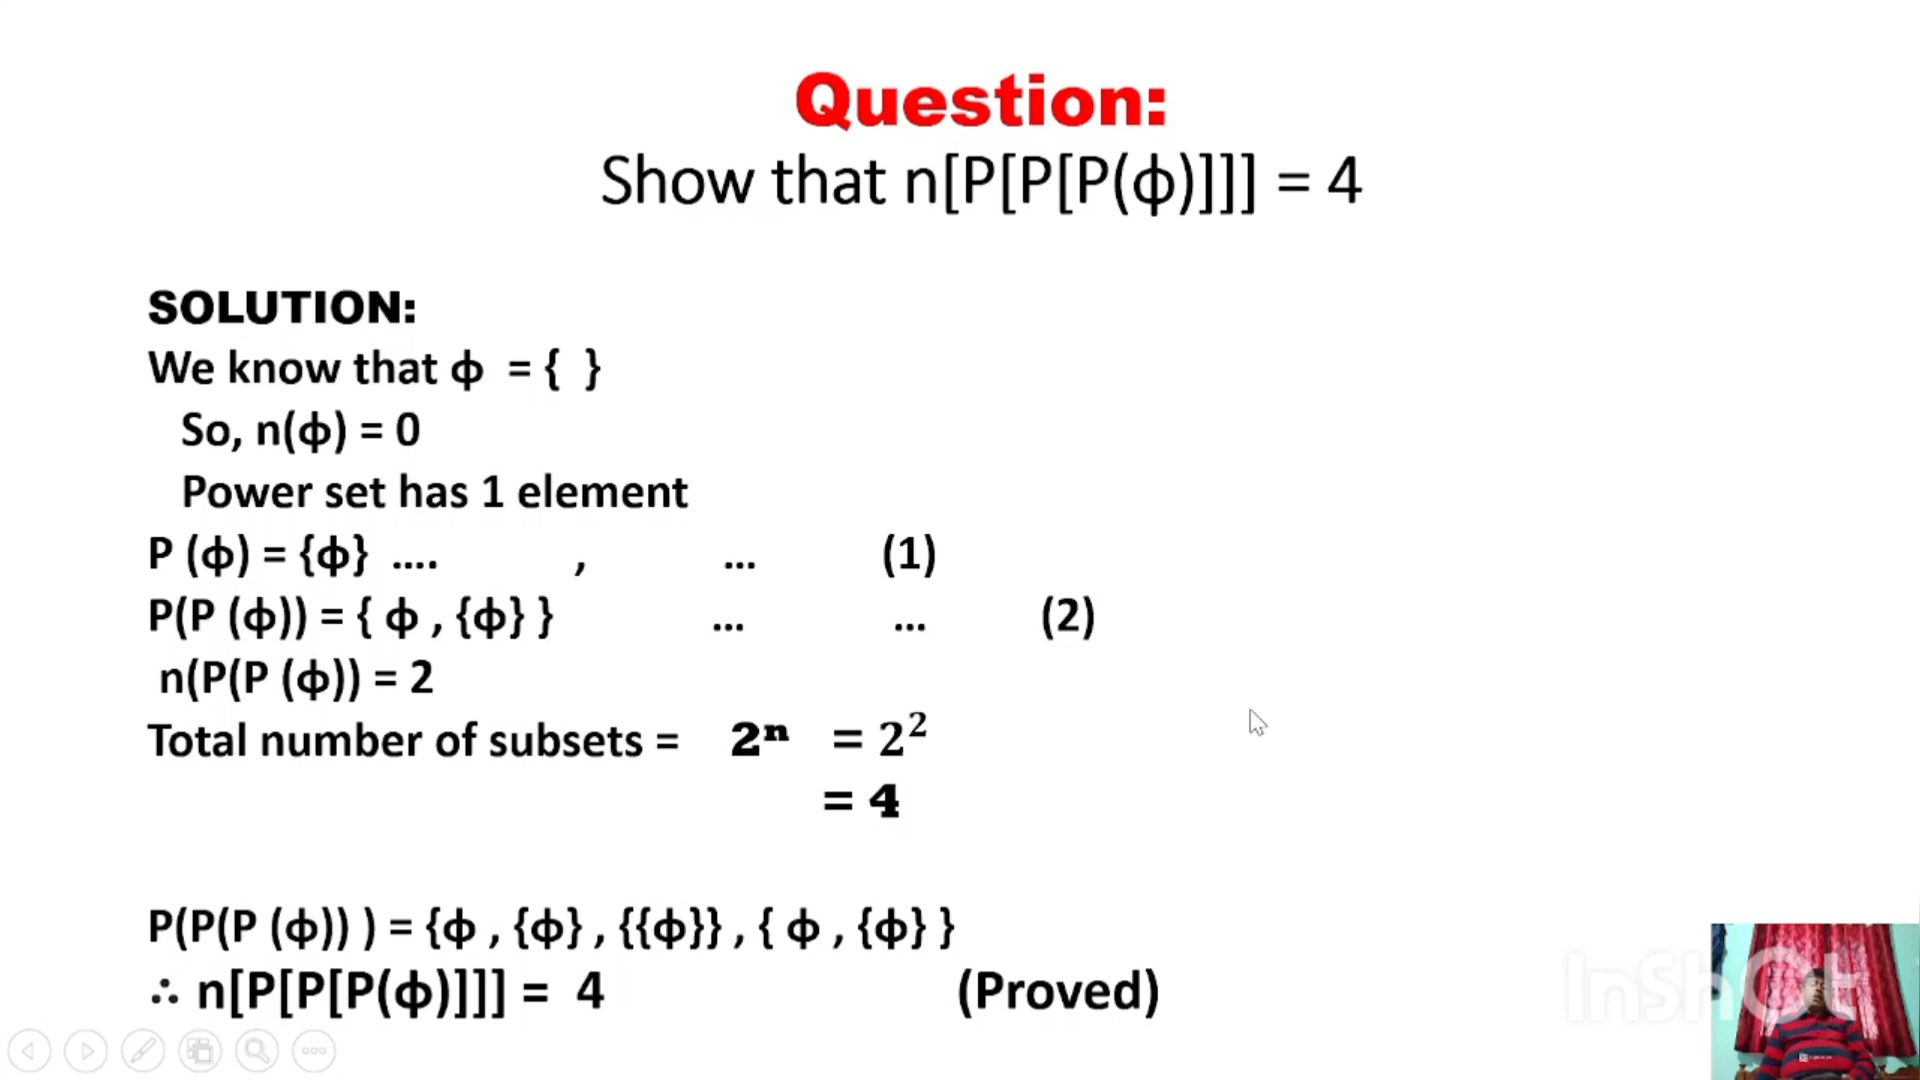 Question:
Show that n[P[P[P(ϕ)]]] = 4
SOLUTION:
We know that ϕ = { }
So, n(ϕ) = 0
Power set has 1 element
P (ϕ) = {ϕ} .... , ... (1)
P(P (ϕ)) = { ϕ , {ϕ} } ... ... (2)
n(P(P (ϕ)) = 2
Total number of subsets = 2ⁿ = 2²
= 4
P(P(P (ϕ)) ) = {ϕ , {ϕ} , {{ϕ}} , { ϕ , {ϕ} }
∴ n[P[P[P(ϕ)]]] = 4 (Proved)
InShOt